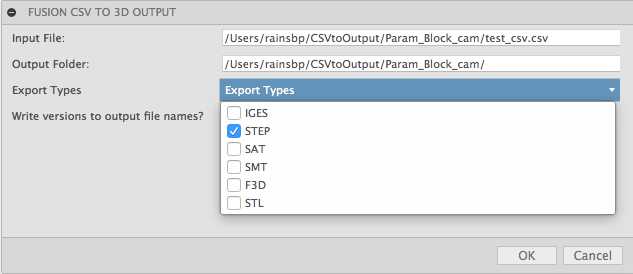 FUSION CSV TO 3D OUTPUT
Input File: /Users/rainsbp/CSVtoOutput/Param_Block_cam/test_csv.csv
Output Folder: /Users/rainsbp/CSVtoOutput/Param_Block_cam/
Export Types Export Types
Write versions to output file names?
IGES
STEP
SAT
SMT
F3D
STL
OK Cancel